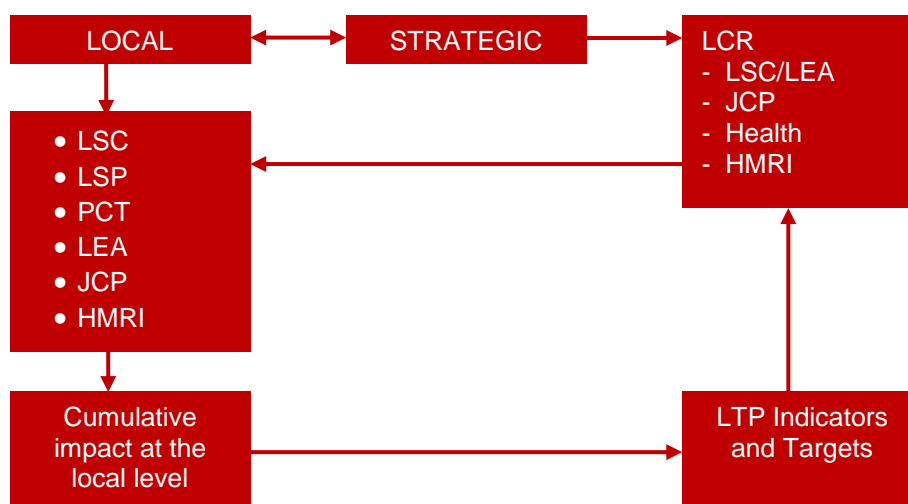 LOCAL
STRATEGIC
LCR
- LSC/LEA
- JCP
- Health
- HMRI
• LSC
• LSP
• PCT
• LEA
• JCP
• HMRI
Cumulative
impact at the
local level
LTP Indicators
and Targets